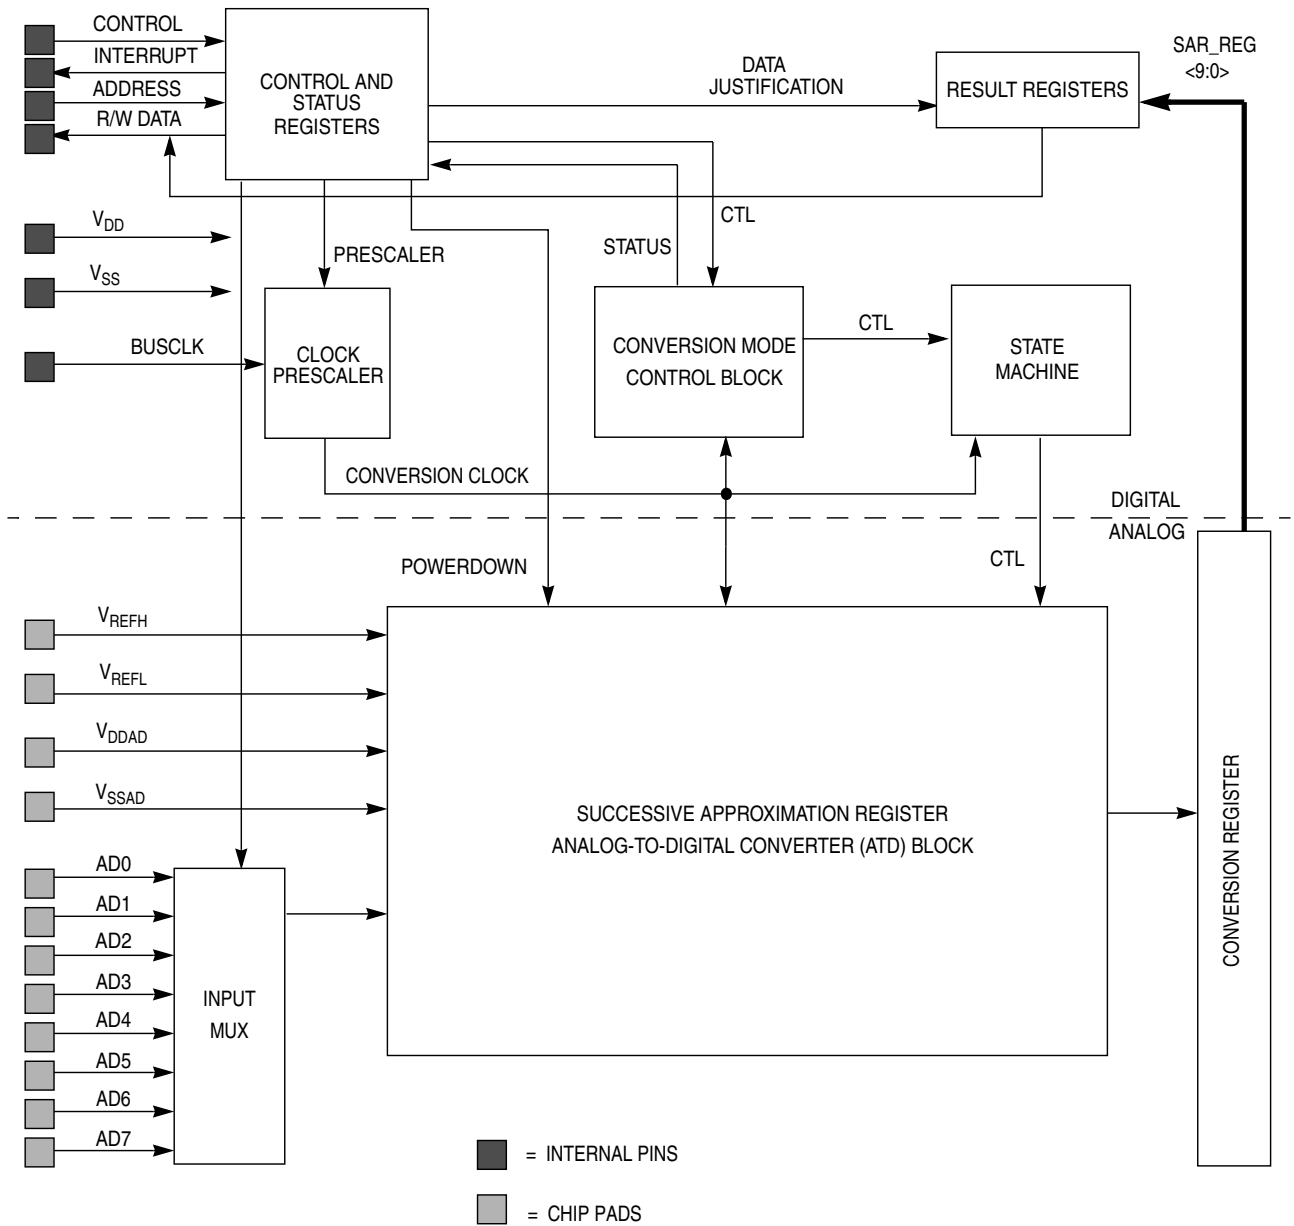 CONTROL
INTERRUPT
ADDRESS
R/W DATA
CONTROL AND
STATUS
REGISTERS
DATA
JUSTIFICATION
RESULT REGISTERS
SAR_REG
<9:0>
VDD
VSS
PRESCALER
STATUS
CTL
BUSCLK
CLOCK
PRESCALER
CONVERSION MODE
CONTROL BLOCK
CTL
STATE
MACHINE
CONVERSION CLOCK
DIGITAL
ANALOG
POWERDOWN
CTL
VREFH
VREFL
VDDAD
VSSAD
SUCCESSIVE APPROXIMATION REGISTER
ANALOG-TO-DIGITAL CONVERTER (ATD) BLOCK
CONVERSION REGISTER
AD0
AD1
AD2
AD3
AD4
AD5
AD6
AD7
INPUT
MUX
= INTERNAL PINS
= CHIP PADS